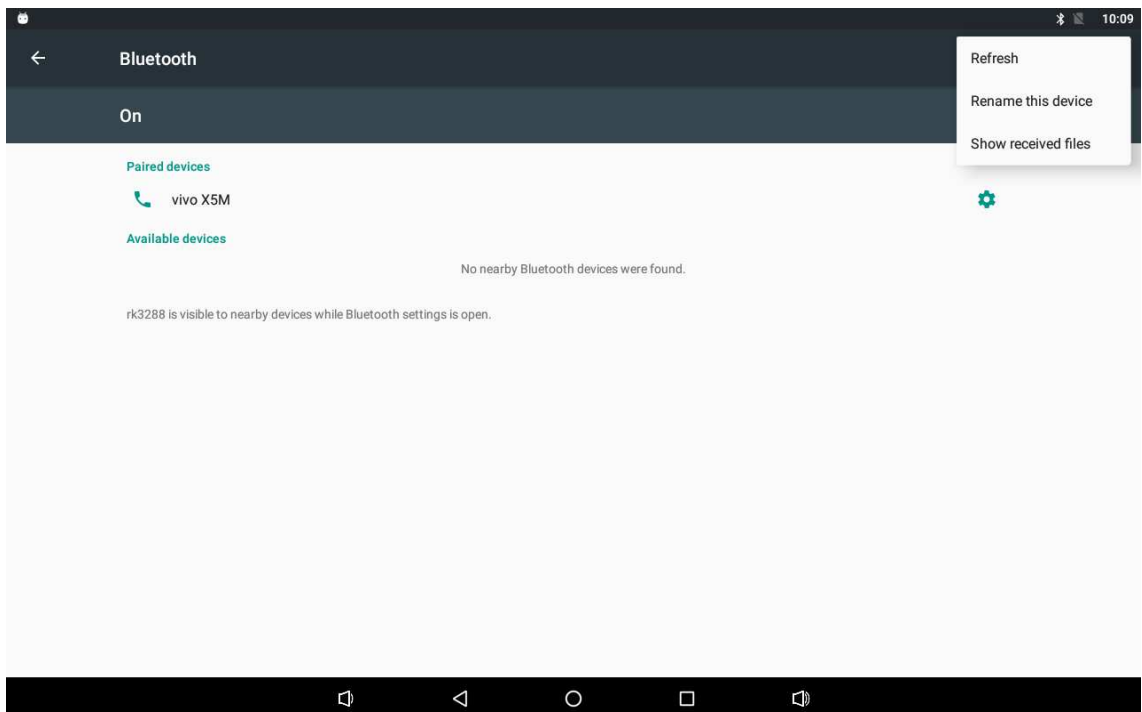 10:09
Bluetooth
Refresh
Rename this device
On
Show received files
Paired devices
vivo X5M
Available devices
No nearby Bluetooth devices were found.
rk3288 is visible to nearby devices while Bluetooth settings is open.